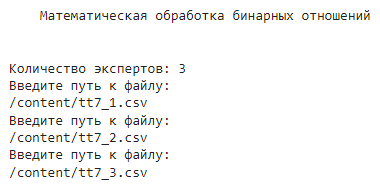 Математическая обработка бинарных отношений
Количество экспертов: 3
Введите путь к файлу:
/content/tt7_1.csv
Введите путь к файлу:
/content/tt7_2.csv
Введите путь к файлу:
/content/tt7_3.csv